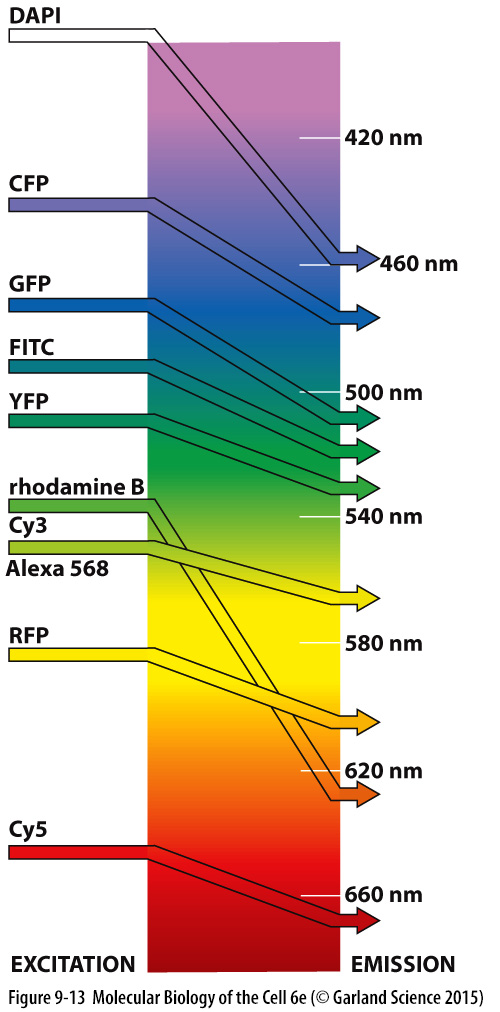 DAPI
420 nm
CFP
460 nm
GFP
FITC
500 nm
YFP
rhodamine B
540 nm
Cy3
Alexa 568
RFP
580 nm
620 nm
Cy5
660 nm
EXCITATION
EMISSION
Figure 9-13 Molecular Biology of the Cell 6e (© Garland Science 2015)